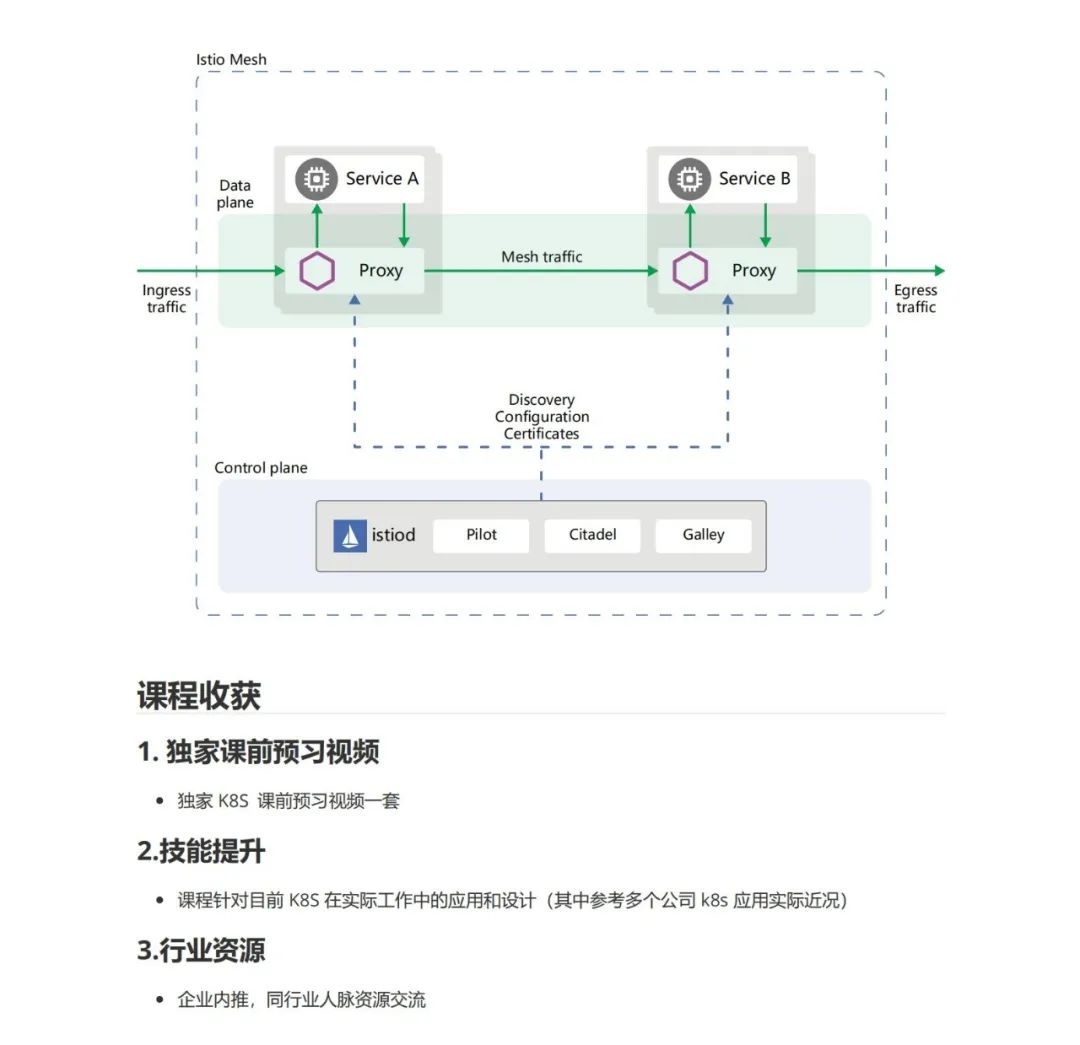 Istio Mesh
Data
plane
Service A
Service B
Proxy
Mesh traffic
Proxy
Ingress
traffic
Egress
traffic
Discovery
Configuration
Certificates
Control plane
istiod
Pilot
Citadel
Galley
课程收获
1. 独家课前预习视频
• 独家 K8S 课前预习视频一套
2.技能提升
• 课程针对目前 K8S 在实际工作中的应用和设计（其中参考多个公司 k8s 应用实际近况）
3.行业资源
• 企业内推，同行业人脉资源交流